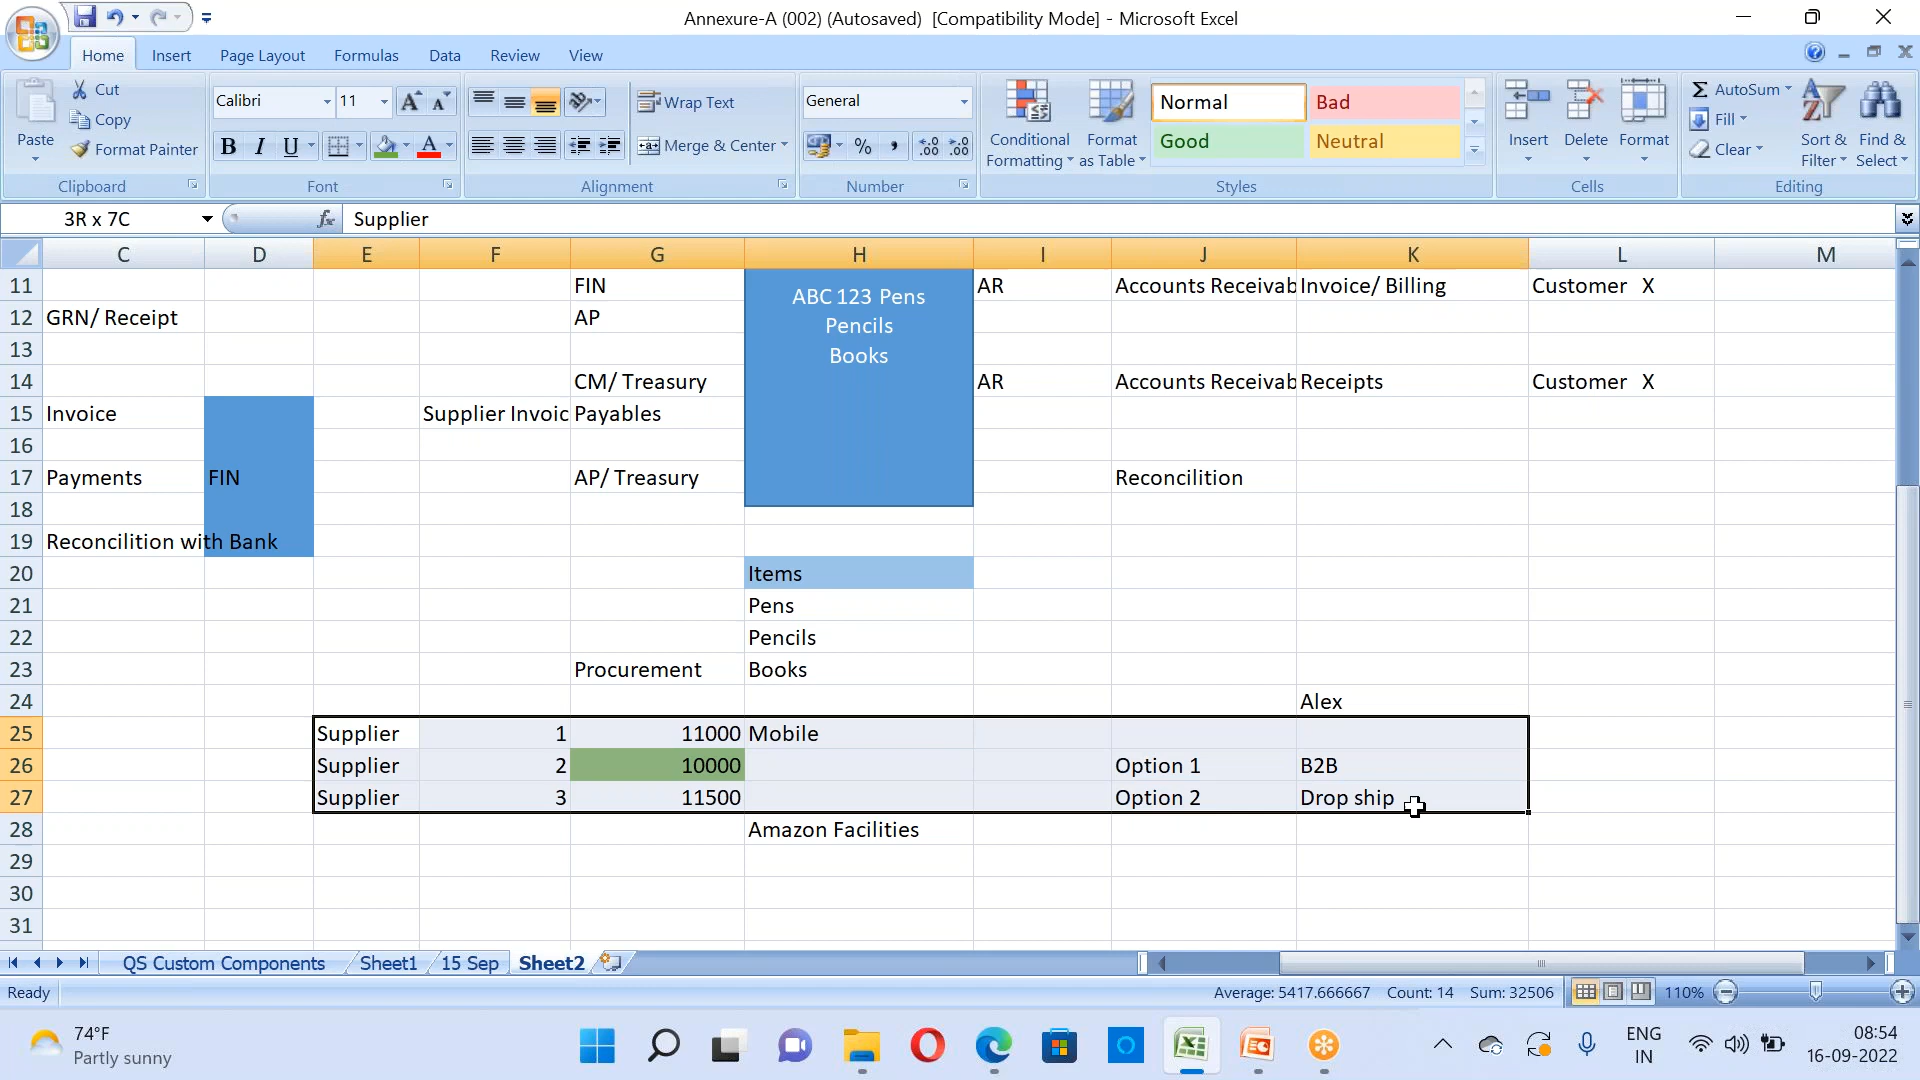 Annexure-A (002) (Autosaved) [Compatibility Mode] - Microsoft Excel
Home Insert Page Layout Formulas Data Review View
Paste Cut Copy Format Painter Clipboard
Calibri 11 B I U Font
Wrap Text Merge & Center Alignment
General % , Number
Conditional Formatting Format as Table Normal Bad Good Neutral Styles
Insert Delete Format Cells
AutoSum Fill Clear Sort & Filter Find & Select Editing
3R x 7C fx Supplier
C D E F G H I J K L M
11 FIN ABC 123 Pens AR Accounts Receivab Invoice/ Billing Customer X
12 GRN/ Receipt AP Pencils
13 Books
14 CM/ Treasury AR Accounts Receivab Receipts Customer X
15 Invoice Supplier Invoic Payables
16
17 Payments FIN AP/ Treasury Reconcilition
18
19 Reconcilition with Bank
20 Items
21 Pens
22 Pencils
23 Procurement Books
24 Alex
25 Supplier 1 11000 Mobile
26 Supplier 2 10000 Option 1 B2B
27 Supplier 3 11500 Option 2 Drop ship
28 Amazon Facilities
29
30
31
QS Custom Components Sheet1 15 Sep Sheet2
Ready Average: 5417.666667 Count: 14 Sum: 32506 110%
74°F
Partly sunny
ENG
IN
08:54
16-09-2022